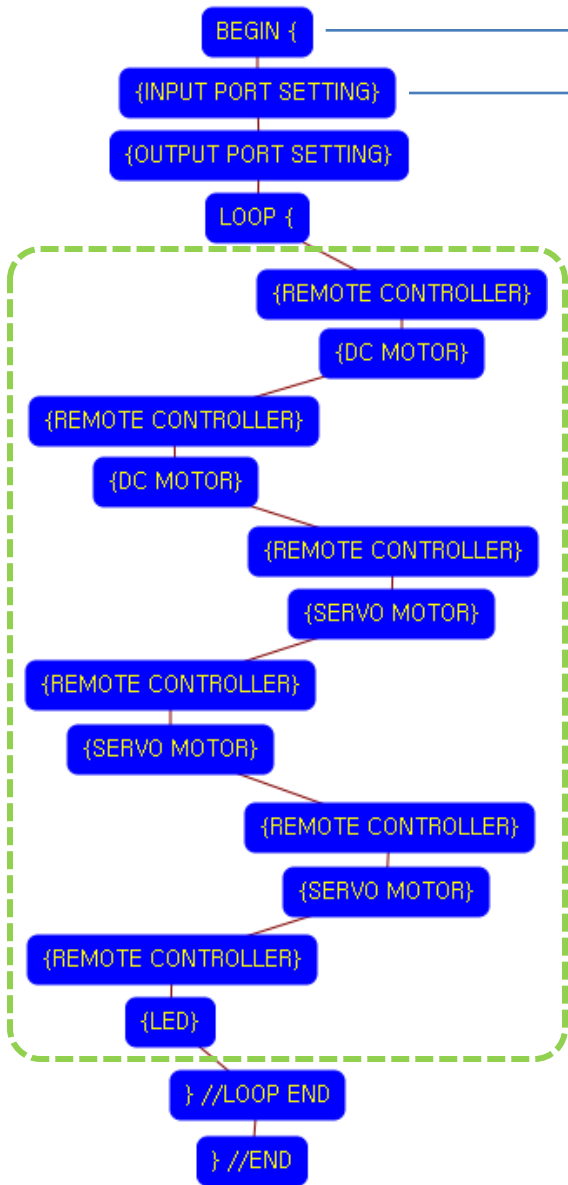 BEGIN {
{INPUT PORT SETTING}
{OUTPUT PORT SETTING}
LOOP {
{REMOTE CONTROLLER}
{DC MOTOR}
{REMOTE CONTROLLER}
{DC MOTOR}
{REMOTE CONTROLLER}
{SERVO MOTOR}
{REMOTE CONTROLLER}
{SERVO MOTOR}
{REMOTE CONTROLLER}
{SERVO MOTOR}
{REMOTE CONTROLLER}
{LED}
} //LOOP END
} //END